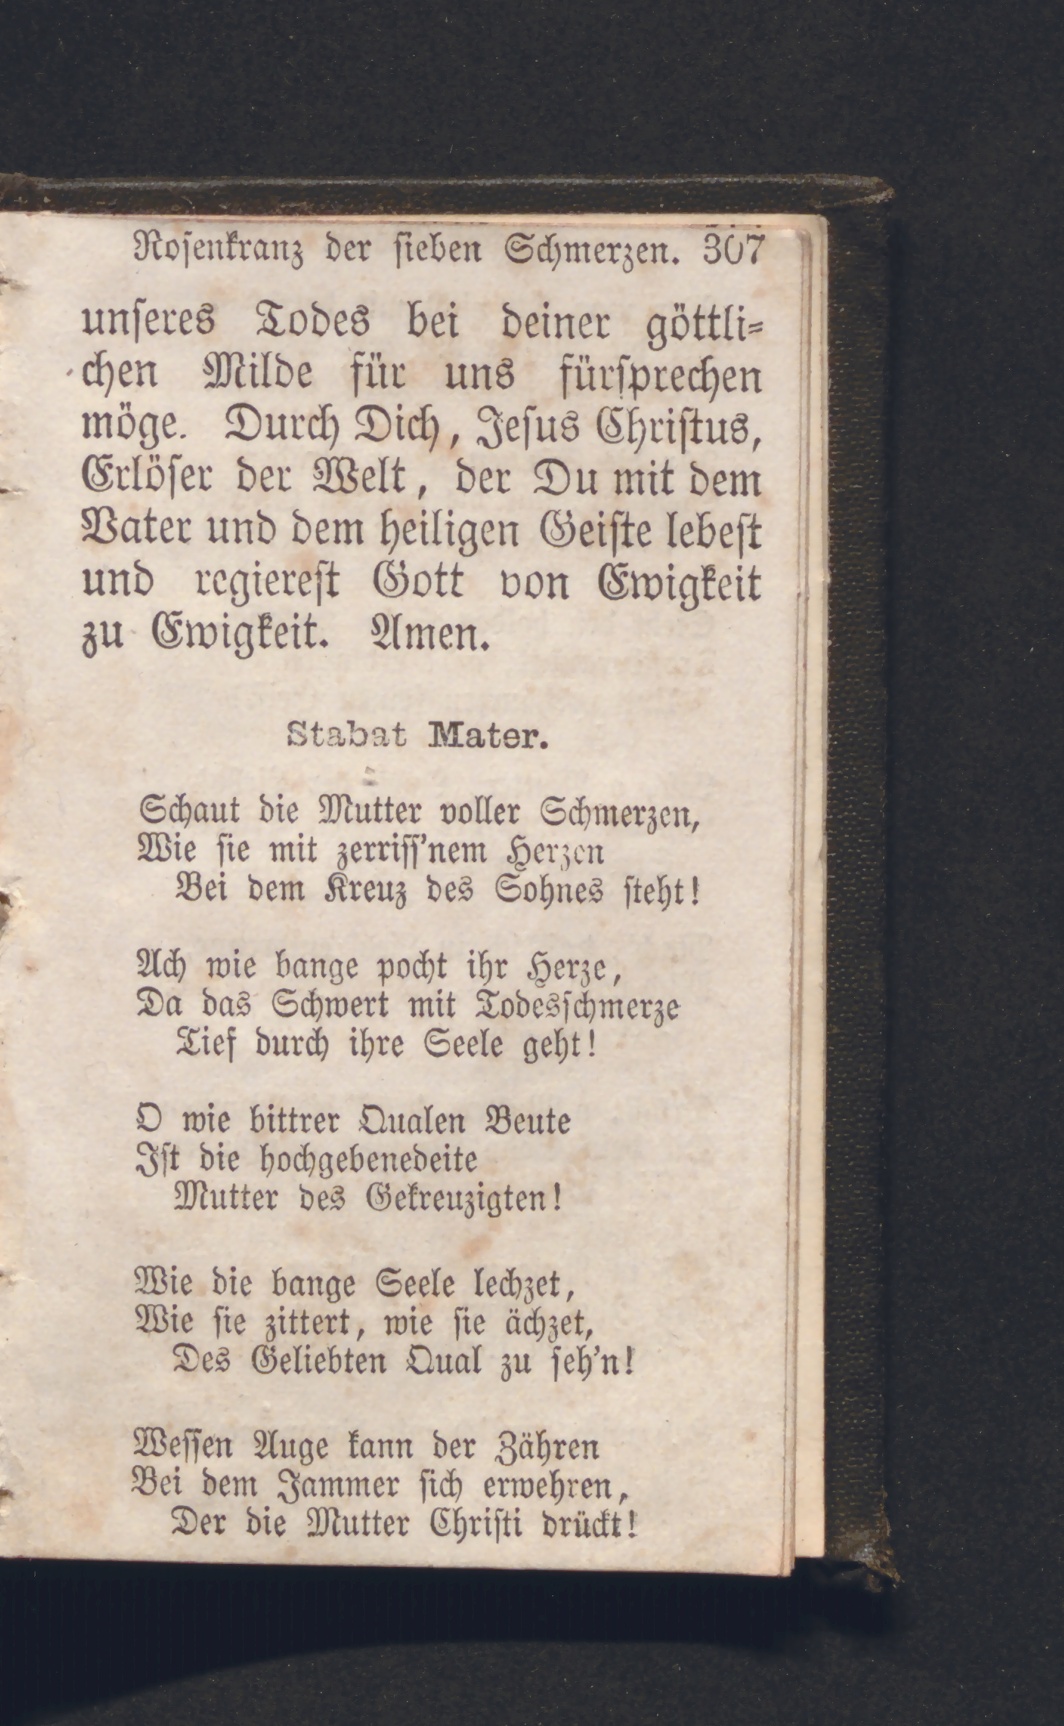 Rosenkranz der sieben Schmerzen. 307
unseres Todes bei deiner göttli-
chen Milde für uns fürsprechen
möge. Durch Dich, Jesus Christus,
Erlöser der Welt, der Du mit dem
Vater und dem heiligen Geiste lebest
und regierest Gott von Ewigkeit
zu Ewigkeit. Amen.
Stabat Mater.
Schaut die Mutter voller Schmerzen,
Wie sie mit zerriss'nem Herzen
Bei dem Kreuz des Sohnes steht!
Ach wie bange pocht ihr Herze,
Da das Schwert mit Todesschmerze
Tief durch ihre Seele geht!
O wie bittrer Qualen Beute
Ist die hochgebenedeite
Mutter des Gekreuzigten!
Wie die bange Seele lechzet,
Wie sie zittert, wie sie ächzet,
Des Geliebten Qual zu seh'n!
Wessen Auge kann der Zähren
Bei dem Jammer sich erwehren,
Der die Mutter Christi drückt!